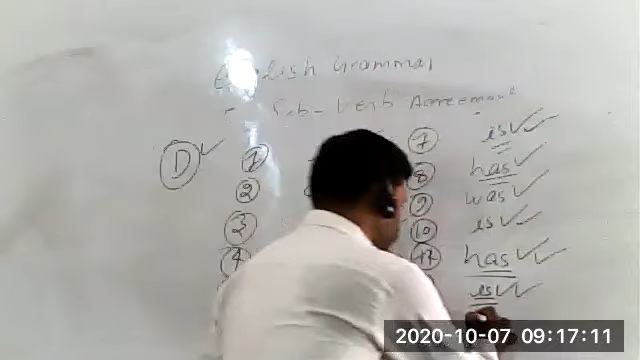 English Grammar
Sub-Verb Agreement
D
1
2
3
4
7 is
8 has
9 was
10 is
has
is
2020-10-07 09:17:11